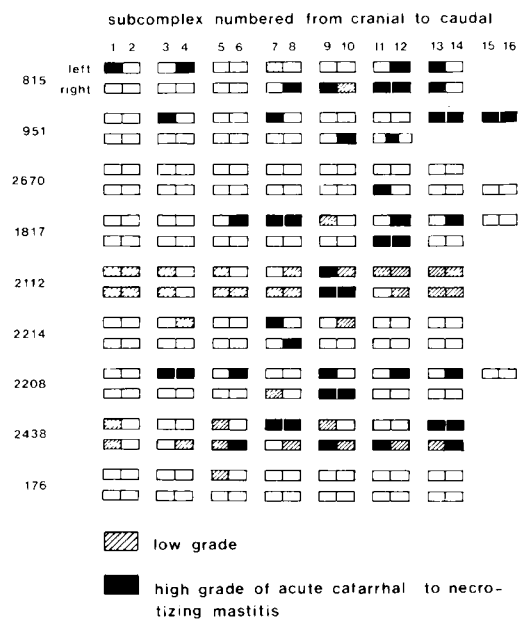 subcomplex numbered from cranial to caudal
1 2 3 4 5 6 7 8 9 10 11 12 13 14 15 16
left
815
right
951
2670
1817
2112
2214
2208
2438
176
low grade
high grade of acute catarrhal to necro-
tizing mastitis